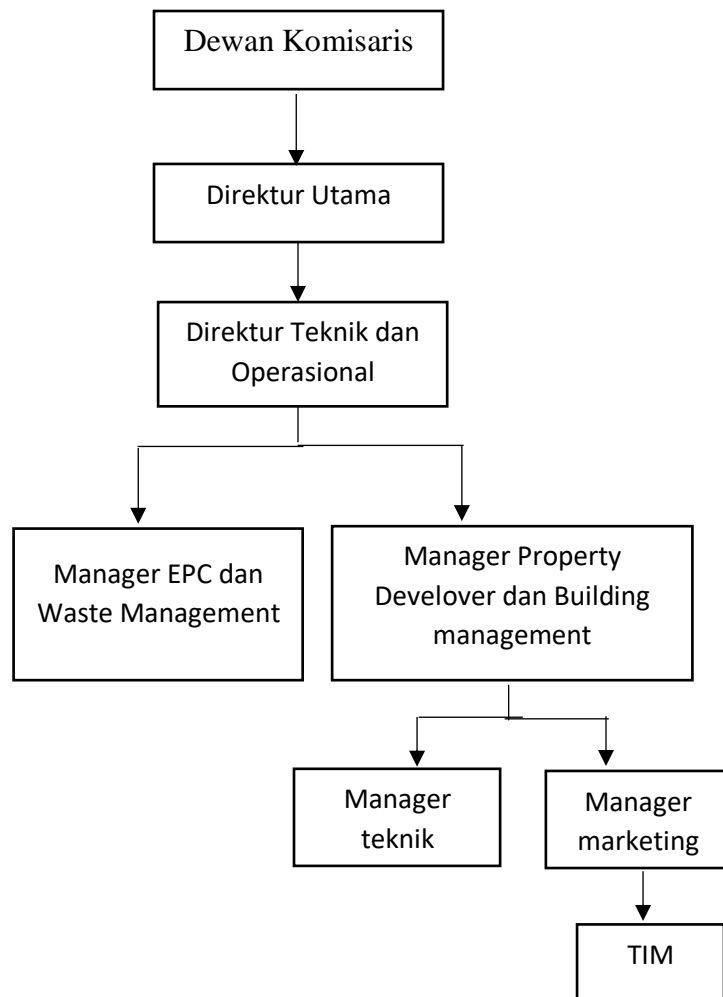 Dewan Komisaris
Direktur Utama
Direktur Teknik dan
Operasional
Manager EPC dan
Waste Management
Manager Property
Develover dan Building
management
Manager
teknik
Manager
marketing
TIM